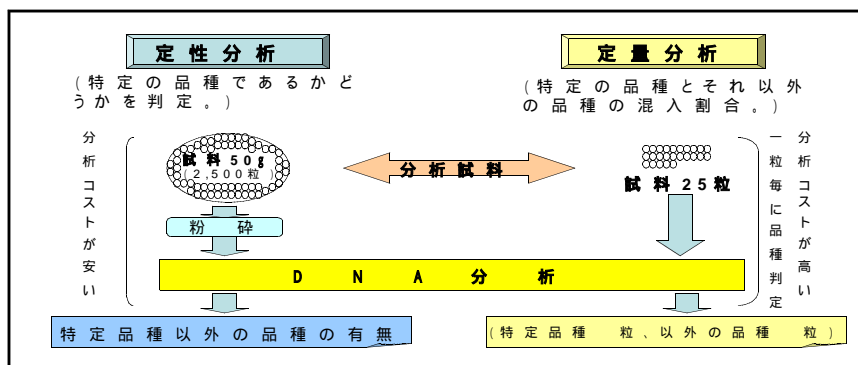 定性分析
(特定の品種であるかど
うかを判定。)
分析コストが安い
試料50g
(2,500粒)
粉砕
分析試料
定量分析
(特定の品種とそれ以外
の品種の混入割合。)
試料25粒
一粒毎に品種判定
分析コストが高い
DNA分析
特定品種以外の品種の有無
(特定品種 粒、以外の品種 粒)